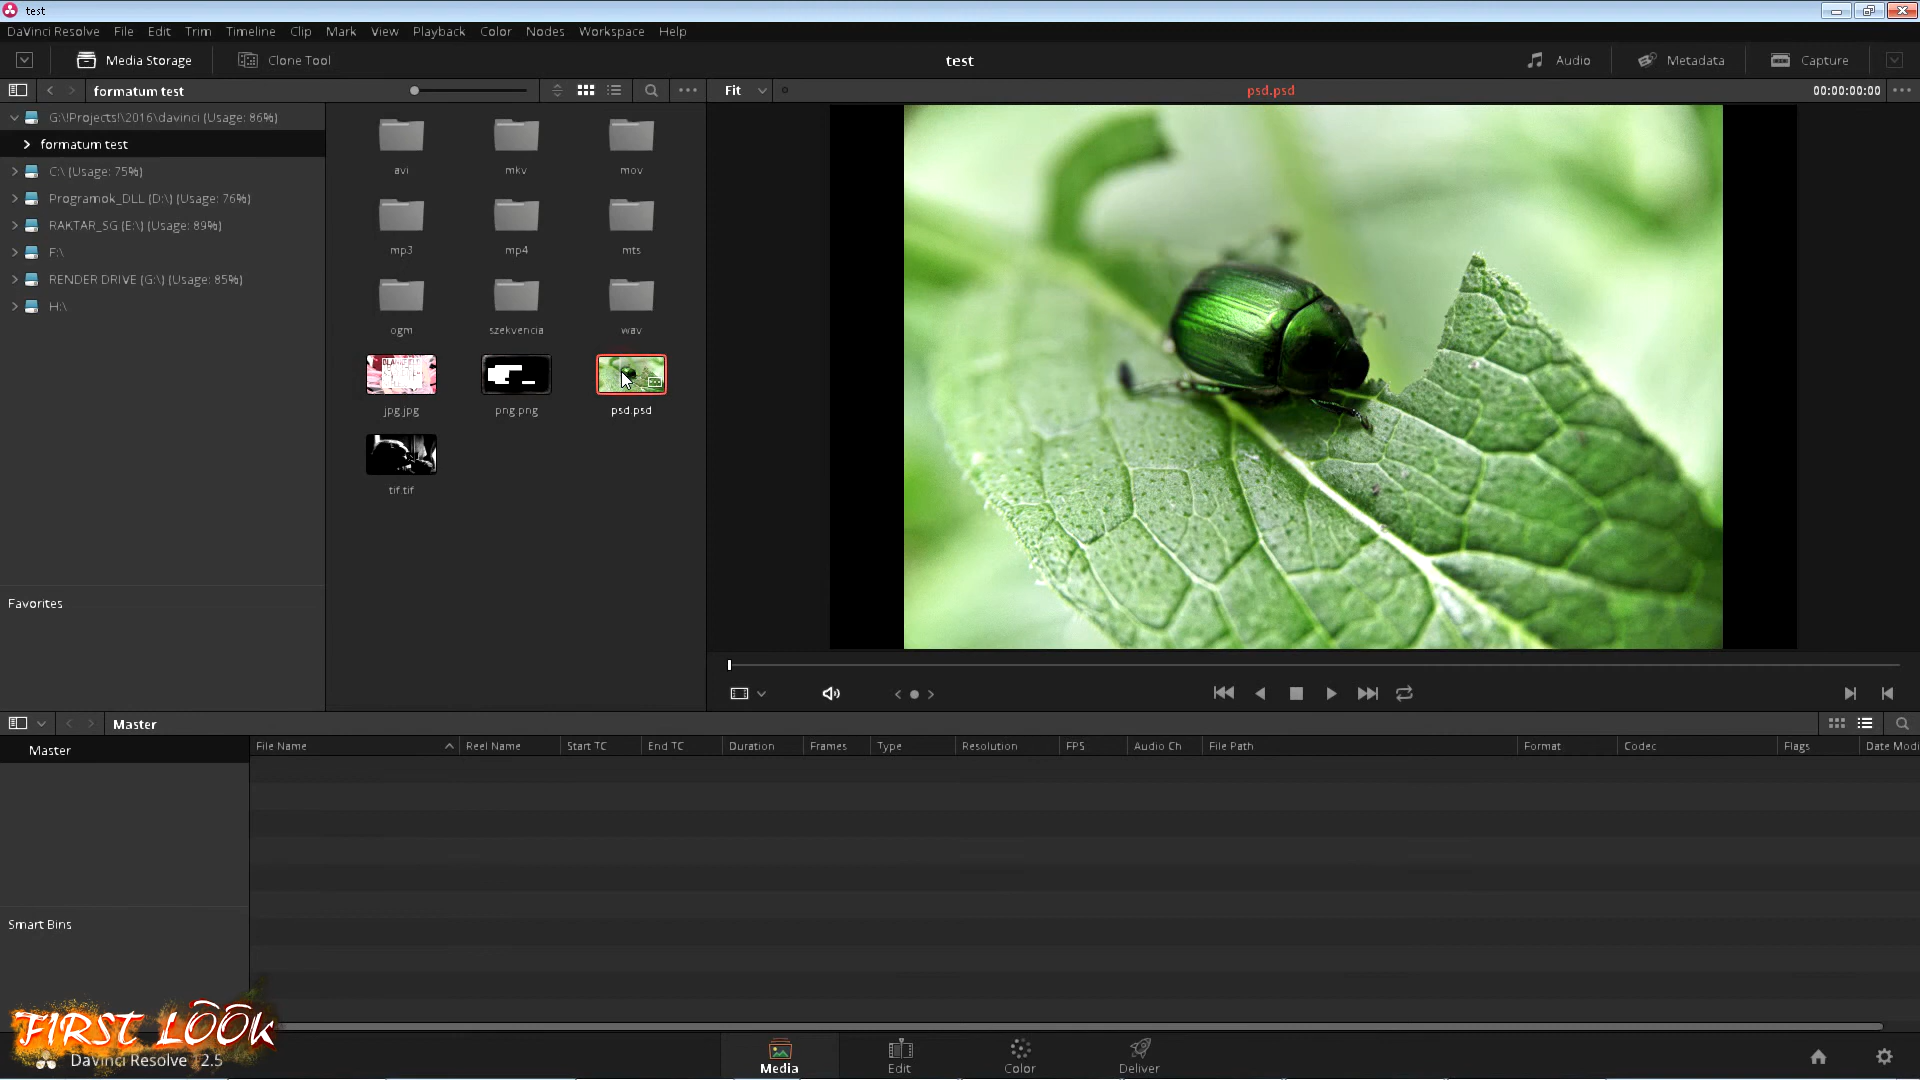 test
DaVinci Resolve File Edit Trim Timeline Clip Mark View Playback Color Nodes Workspace Help
Media Storage Clone Tool test Audio Metadata Capture
formatum test Fit psd.psd 00:00:00:00
G:\!Projects!\2016\davinci (Usage: 86%)
formatum test
C:\ (Usage: 75%)
Programok_DLL (D:\) (Usage: 76%)
RAKTAR_SG (E:\) (Usage: 89%)
F:\
RENDER DRIVE (G:\) (Usage: 85%)
H:\
avi mkv mov
mp3 mp4 mts
ogm szekvencia wav
jpg.jpg png.png psd.psd
tif.tif
Favorites
Master
Master
File Name Reel Name Start TC End TC Duration Frames Type Resolution FPS Audio Ch File Path Format Codec Flags Date Modi
Smart Bins
FIRST LOOK
DaVinci Resolve 12.5
Media Edit Color Deliver